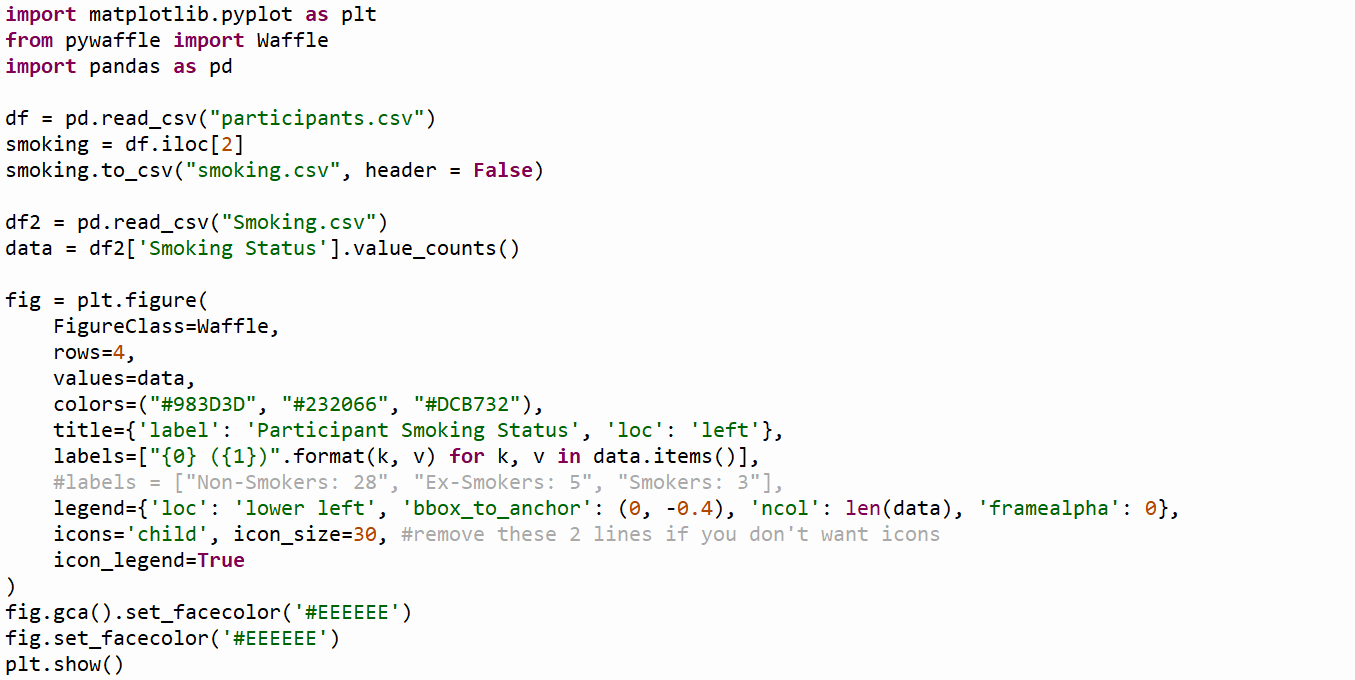 import matplotlib.pyplot as plt
from pywaffle import Waffle
import pandas as pd

df = pd.read_csv("participants.csv")
smoking = df.iloc[2]
smoking.to_csv("smoking.csv", header = False)

df2 = pd.read_csv("Smoking.csv")
data = df2['Smoking Status'].value_counts()

fig = plt.figure(
    FigureClass=Waffle,
    rows=4,
    values=data,
    colors=("#983D3D", "#232066", "#DCB732"),
    title={'label': 'Participant Smoking Status', 'loc': 'left'},
    labels=["{0} ({1})".format(k, v) for k, v in data.items()],
    #labels = ["Non-Smokers: 28", "Ex-Smokers: 5", "Smokers: 3"],
    legend={'loc': 'lower left', 'bbox_to_anchor': (0, -0.4), 'ncol': len(data), 'framealpha': 0},
    icons='child', icon_size=30, #remove these 2 lines if you don't want icons
    icon_legend=True
)
fig.gca().set_facecolor('#EEEEEE')
fig.set_facecolor('#EEEEEE')
plt.show()